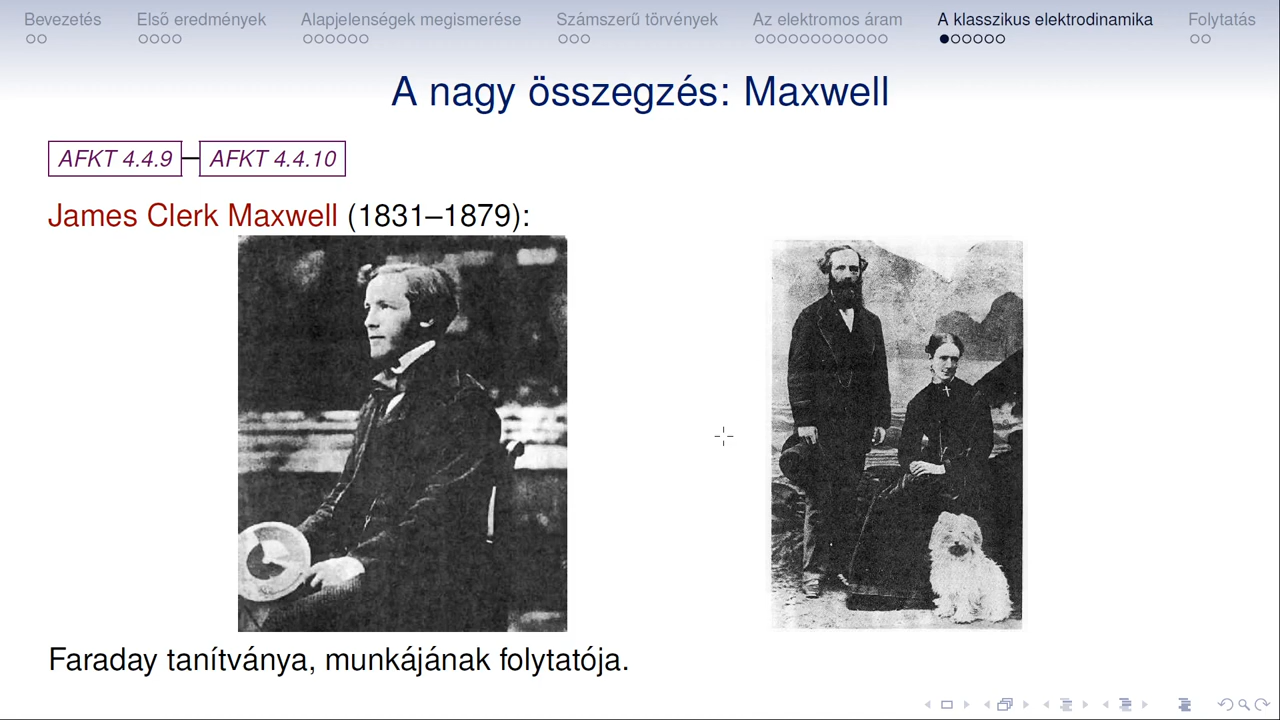 Bevezetés Első eredmények Alapjelenségek megismerése Számszerű törvények Az elektromos áram A klasszikus elektrodinamika Folytatás
A nagy összegzés: Maxwell
AFKT 4.4.9 AFKT 4.4.10
James Clerk Maxwell (1831–1879):
Faraday tanítványa, munkájának folytatója.